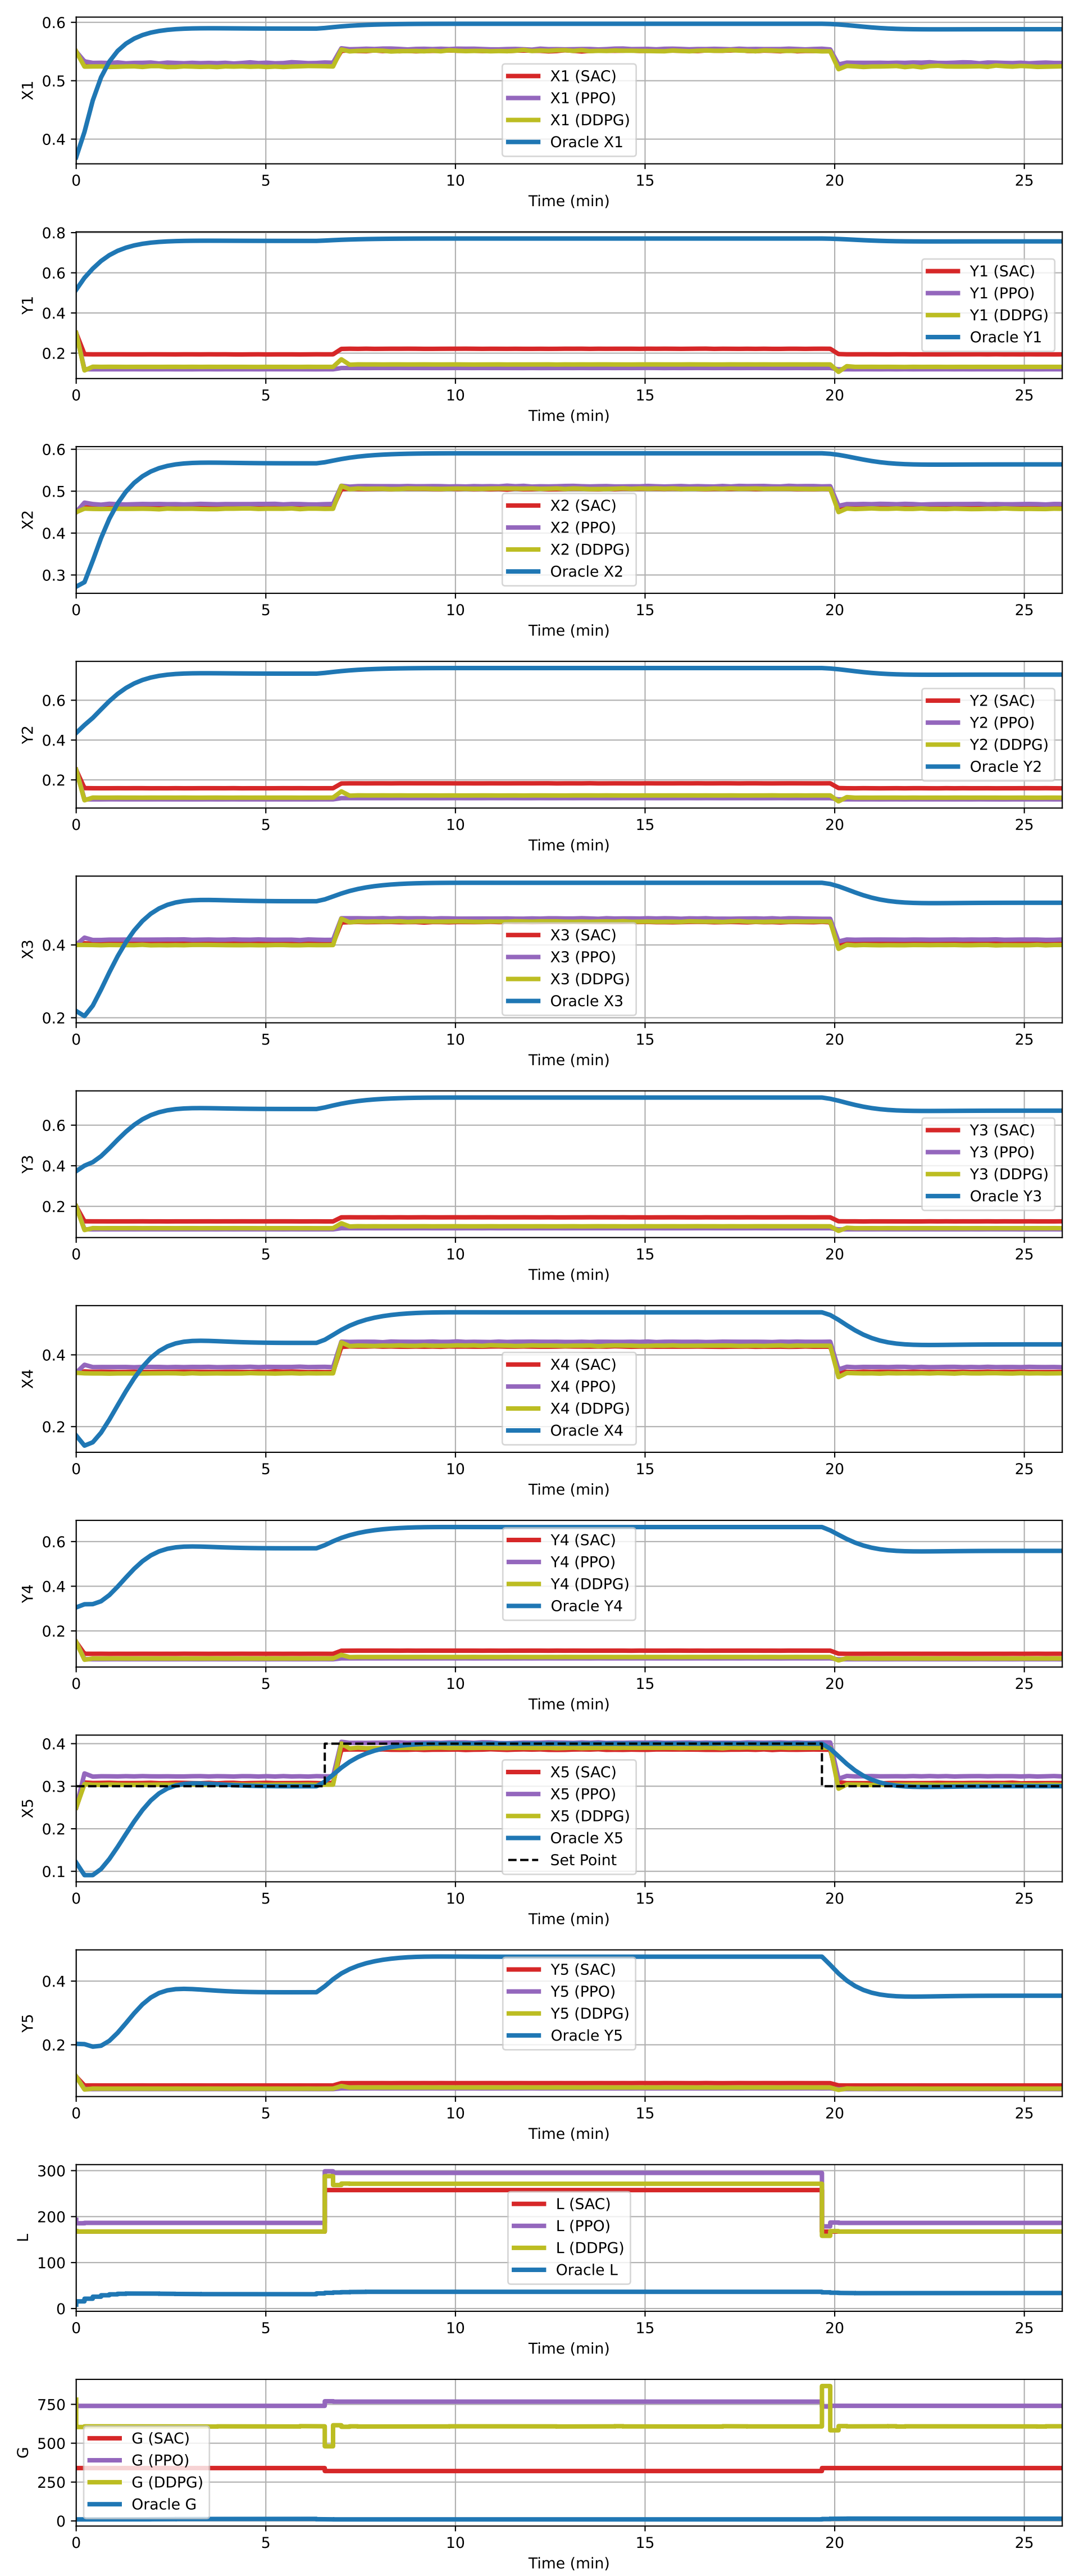 0.6
0.5
0.4
X1
X1 (SAC)
X1 (PPO)
X1 (DDPG)
Oracle X1
0 5 10 15 20 25
Time (min)
0.8
0.6
0.4
0.2
Y1
Y1 (SAC)
Y1 (PPO)
Y1 (DDPG)
Oracle Y1
0 5 10 15 20 25
Time (min)
0.6
0.5
0.4
0.3
X2
X2 (SAC)
X2 (PPO)
X2 (DDPG)
Oracle X2
0 5 10 15 20 25
Time (min)
0.6
0.4
0.2
Y2
Y2 (SAC)
Y2 (PPO)
Y2 (DDPG)
Oracle Y2
0 5 10 15 20 25
Time (min)
0.4
0.2
X3
X3 (SAC)
X3 (PPO)
X3 (DDPG)
Oracle X3
0 5 10 15 20 25
Time (min)
0.6
0.4
0.2
Y3
Y3 (SAC)
Y3 (PPO)
Y3 (DDPG)
Oracle Y3
0 5 10 15 20 25
Time (min)
0.4
0.2
X4
X4 (SAC)
X4 (PPO)
X4 (DDPG)
Oracle X4
0 5 10 15 20 25
Time (min)
0.6
0.4
0.2
Y4
Y4 (SAC)
Y4 (PPO)
Y4 (DDPG)
Oracle Y4
0 5 10 15 20 25
Time (min)
0.4
0.3
0.2
0.1
X5
X5 (SAC)
X5 (PPO)
X5 (DDPG)
Oracle X5
Set Point
0 5 10 15 20 25
Time (min)
0.4
0.2
Y5
Y5 (SAC)
Y5 (PPO)
Y5 (DDPG)
Oracle Y5
0 5 10 15 20 25
Time (min)
300
200
100
0
L
L (SAC)
L (PPO)
L (DDPG)
Oracle L
0 5 10 15 20 25
Time (min)
750
500
250
0
G
G (SAC)
G (PPO)
G (DDPG)
Oracle G
0 5 10 15 20 25
Time (min)